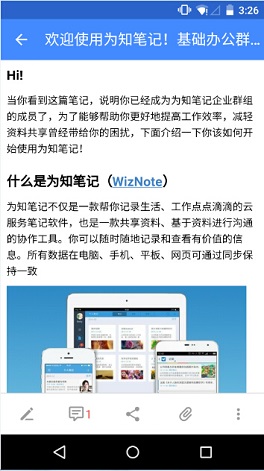 3:26
欢迎使用为知笔记！基础办公群...
Hi!
当你看到这篇笔记，说明你已经成为为知笔记企业群组
的成员了，为了能够帮助你更好地提高工作效率，减轻
资料共享曾经带给你的困扰，下面介绍一下你该如何开
始使用为知笔记！
什么是为知笔记（WizNote）
为知笔记不仅是一款帮你记录生活、工作点点滴滴的云
服务笔记软件，也是一款共享资料、基于资料进行沟通
的协作工具。你可以随时随地记录和查看有价值的信
息。所有数据在电脑、手机、平板、网页可通过同步保
持一致
1